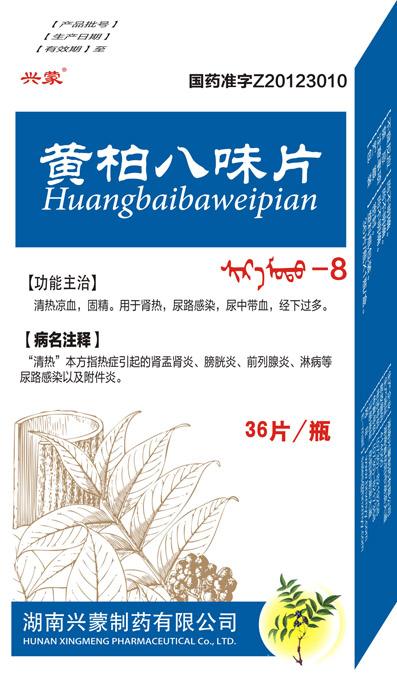 【产品批号】
【生产日期】
【有效期】至
兴蒙®
国药准字Z20123010
黄柏八味片
Huangbaibaweipian
-8
【功能主治】
清热凉血，固精。用于肾热，尿路感染，尿中带血，经下过多。
【病名注释】
“清热”本方指热症引起的肾盂肾炎、膀胱炎、前列腺炎、淋病等
尿路感染以及附件炎。
36片／瓶
湖南兴蒙制药有限公司
HUNAN XINGMENG PHARMACEUTICAL Co., LTD.